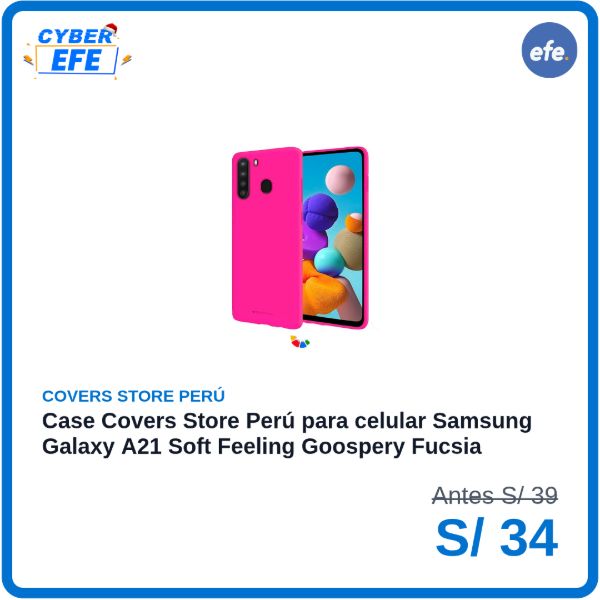 CYBER
EFE
efe.
COVERS STORE PERÚ
Case Covers Store Perú para celular Samsung
Galaxy A21 Soft Feeling Goospery Fucsia
Antes S/ 39
S/ 34